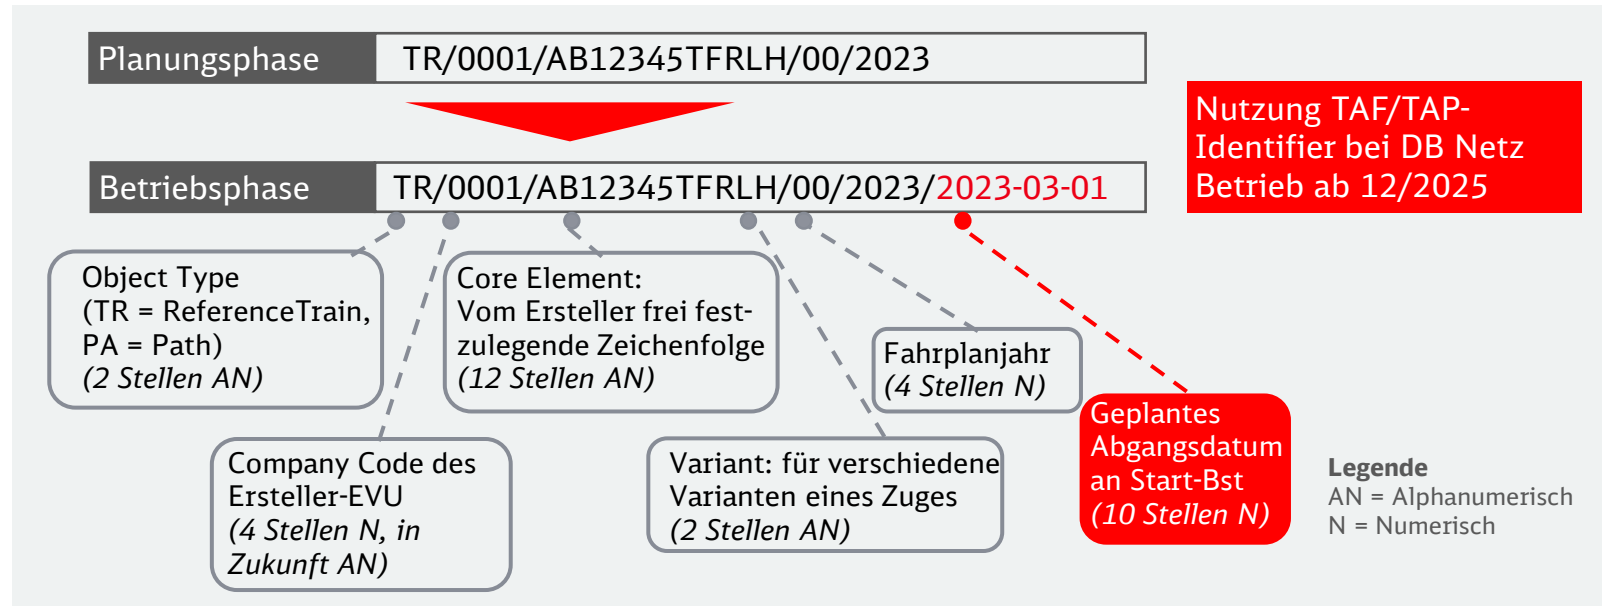 Planungsphase
TR/0001/AB12345TFRLH/00/2023
Nutzung TAF/TAP-
Identifier bei DB Netz
Betrieb ab 12/2025
Betriebsphase
TR/0001/AB12345TFRLH/00/2023/2023-03-01
Object Type
(TR = ReferenceTrain,
PA = Path)
(2 Stellen AN)
Core Element:
Vom Ersteller frei fest-
zulegende Zeichenfolge
(12 Stellen AN)
Fahrplanjahr
(4 Stellen N)
Geplantes
Abgangsdatum
an Start-Bst
(10 Stellen N)
Company Code des
Ersteller-EVU
(4 Stellen N, in
Zukunft AN)
Variant: für verschiedene
Varianten eines Zuges
(2 Stellen AN)
Legende
AN = Alphanumerisch
N = Numerisch